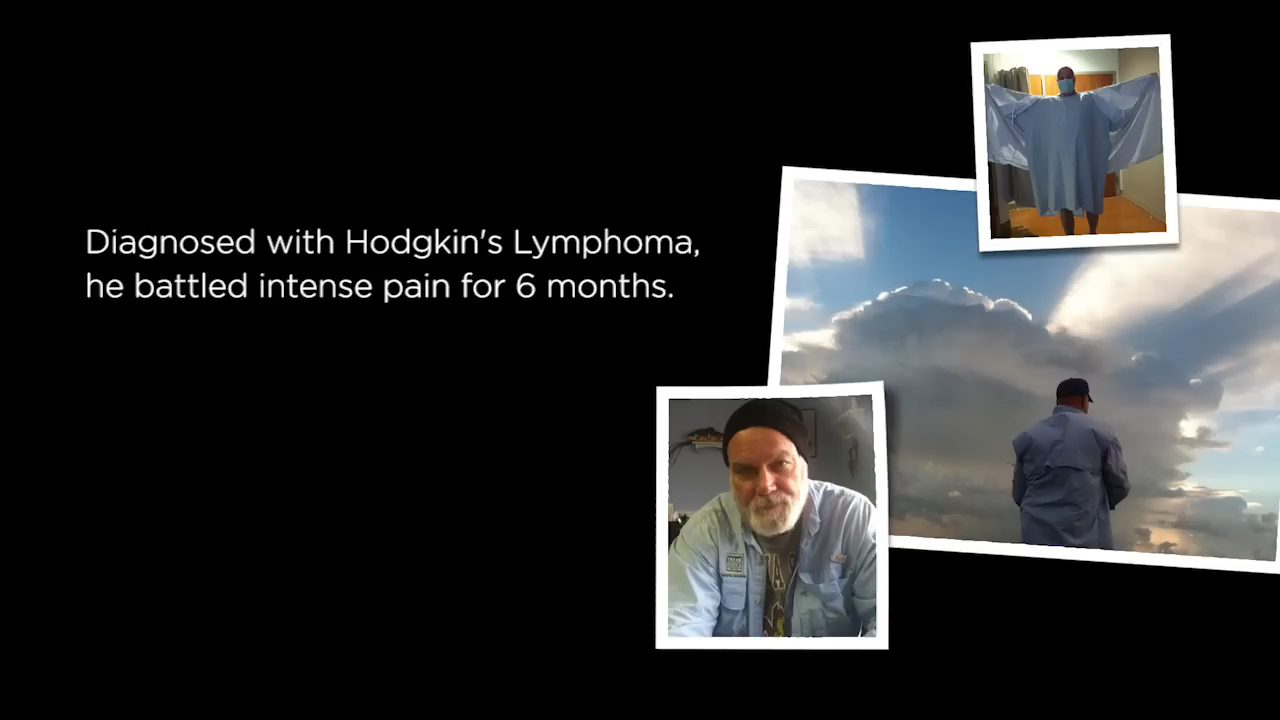 Diagnosed with Hodgkin's Lymphoma,
he battled intense pain for 6 months.